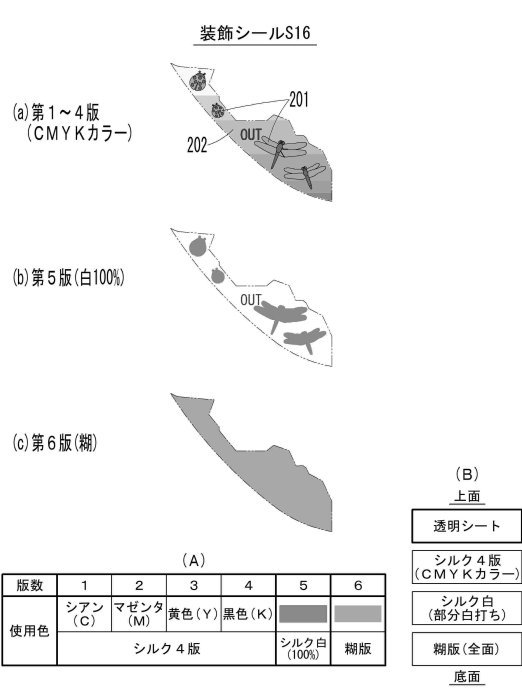 装飾シールS16
(a)第1～4版
(CMYKカラー)
201
202
OUT
(b)第5版(白100%)
OUT
(c)第6版(糊)
(A)
版数 1 2 3 4 5 6
使用色 シアン(C) マゼンタ(M) 黄色(Y) 黒色(K)
シルク4版 シルク白(100%) 糊版
(B)
上面
透明シート
シルク4版
(CMYKカラー)
シルク白
(部分白打ち)
糊版(全面)
底面